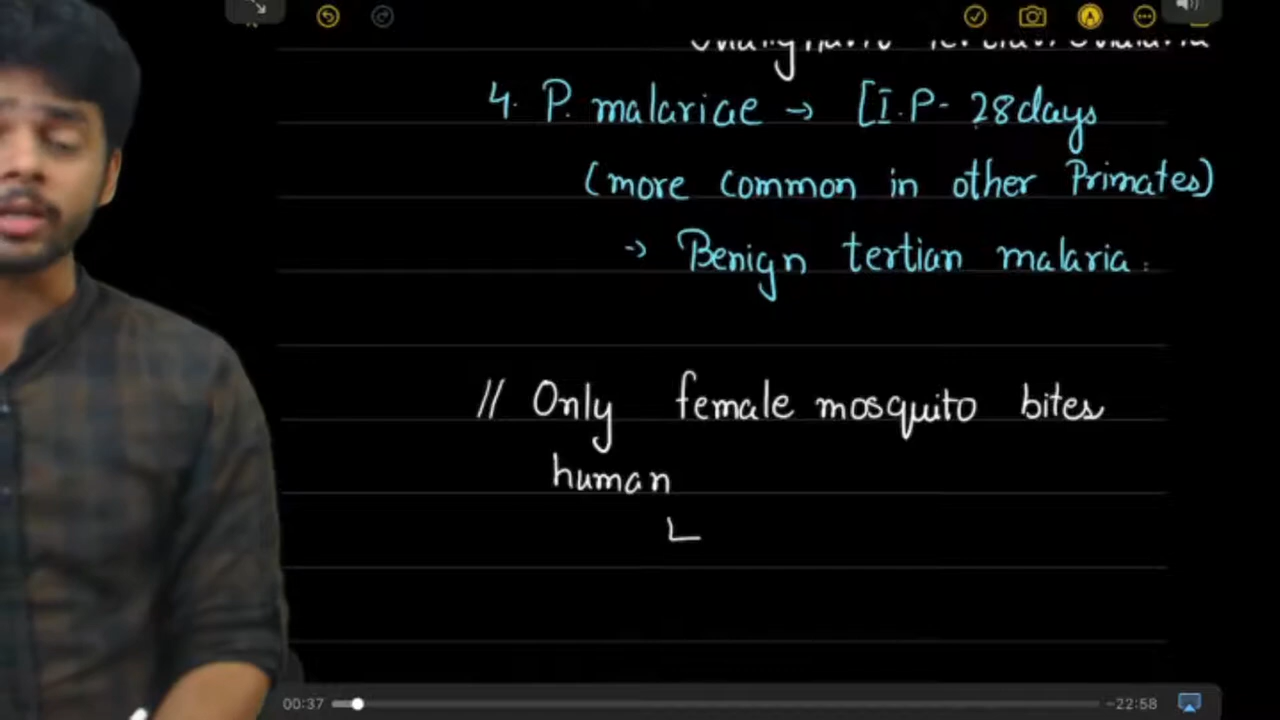 4. P. malariae → [I.P- 28days
(more common in other Primates)
→ Benign tertian malaria.
// Only female mosquito bites
human
00:37
-22:58